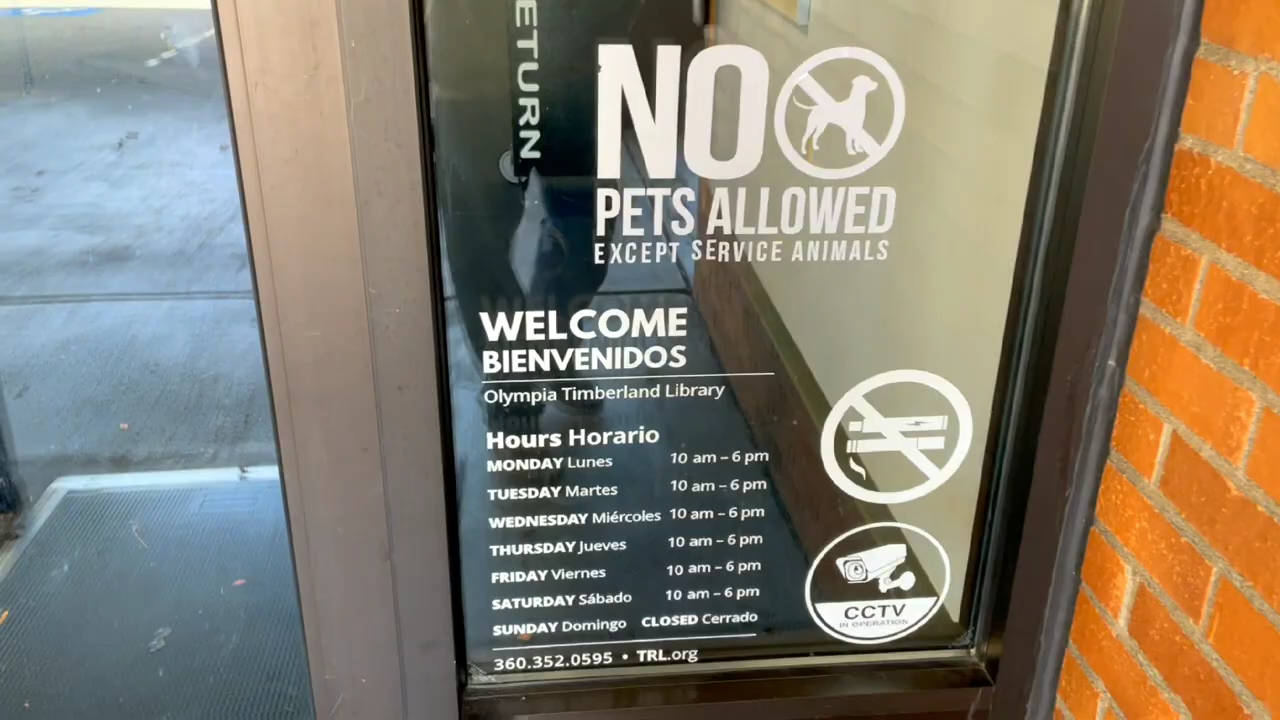 ETURN
NO
PETS ALLOWED
EXCEPT SERVICE ANIMALS
WELCOME
BIENVENIDOS
Olympia Timberland Library
Hours Horario
MONDAY Lunes 10 am – 6 pm
TUESDAY Martes 10 am – 6 pm
WEDNESDAY Miércoles 10 am – 6 pm
THURSDAY Jueves 10 am – 6 pm
FRIDAY Viernes 10 am – 6 pm
SATURDAY Sábado 10 am – 6 pm
SUNDAY Domingo CLOSED Cerrado
360.352.0595 • TRL.org
CCTV
IN OPERATION